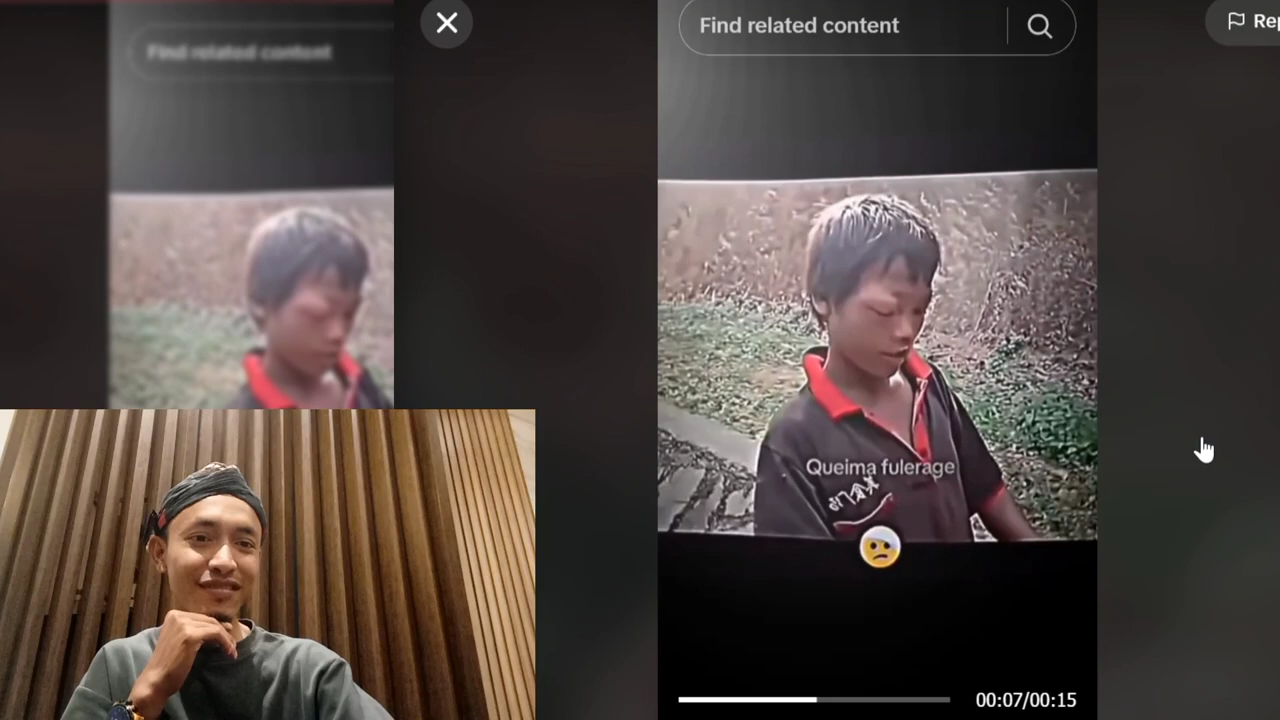 Find related content
Find related content
Rep
Queima fulerage
00:07/00:15